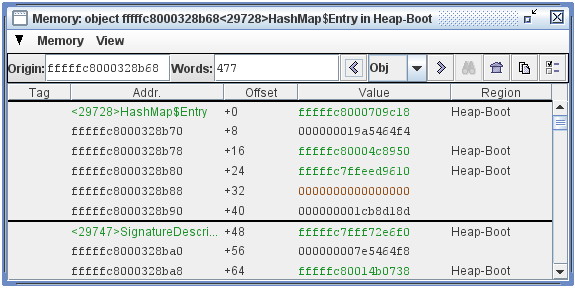 Memory: object fffffc8000328b68<29728>HashMap$Entry in Heap-Boot
Memory View
Origin: fffffc8000328b68 Words: 477 Obj
Tag Addr. Offset Value Region
<29728>HashMap$Entry +0 fffffc8000709c18 Heap-Boot
fffffc8000328b70 +8 000000019a5464f4
fffffc8000328b78 +16 fffffc80004c8950 Heap-Boot
fffffc8000328b80 +24 fffffc7ffeed9610 Heap-Boot
fffffc8000328b88 +32 0000000000000000
fffffc8000328b90 +40 000000001cb8d18d
<29747>SignatureDescri... +48 fffffc7fff72e6f0 Heap-Boot
fffffc8000328ba0 +56 000000007e5464f8
fffffc8000328ba8 +64 fffffc80014b0738 Heap-Boot